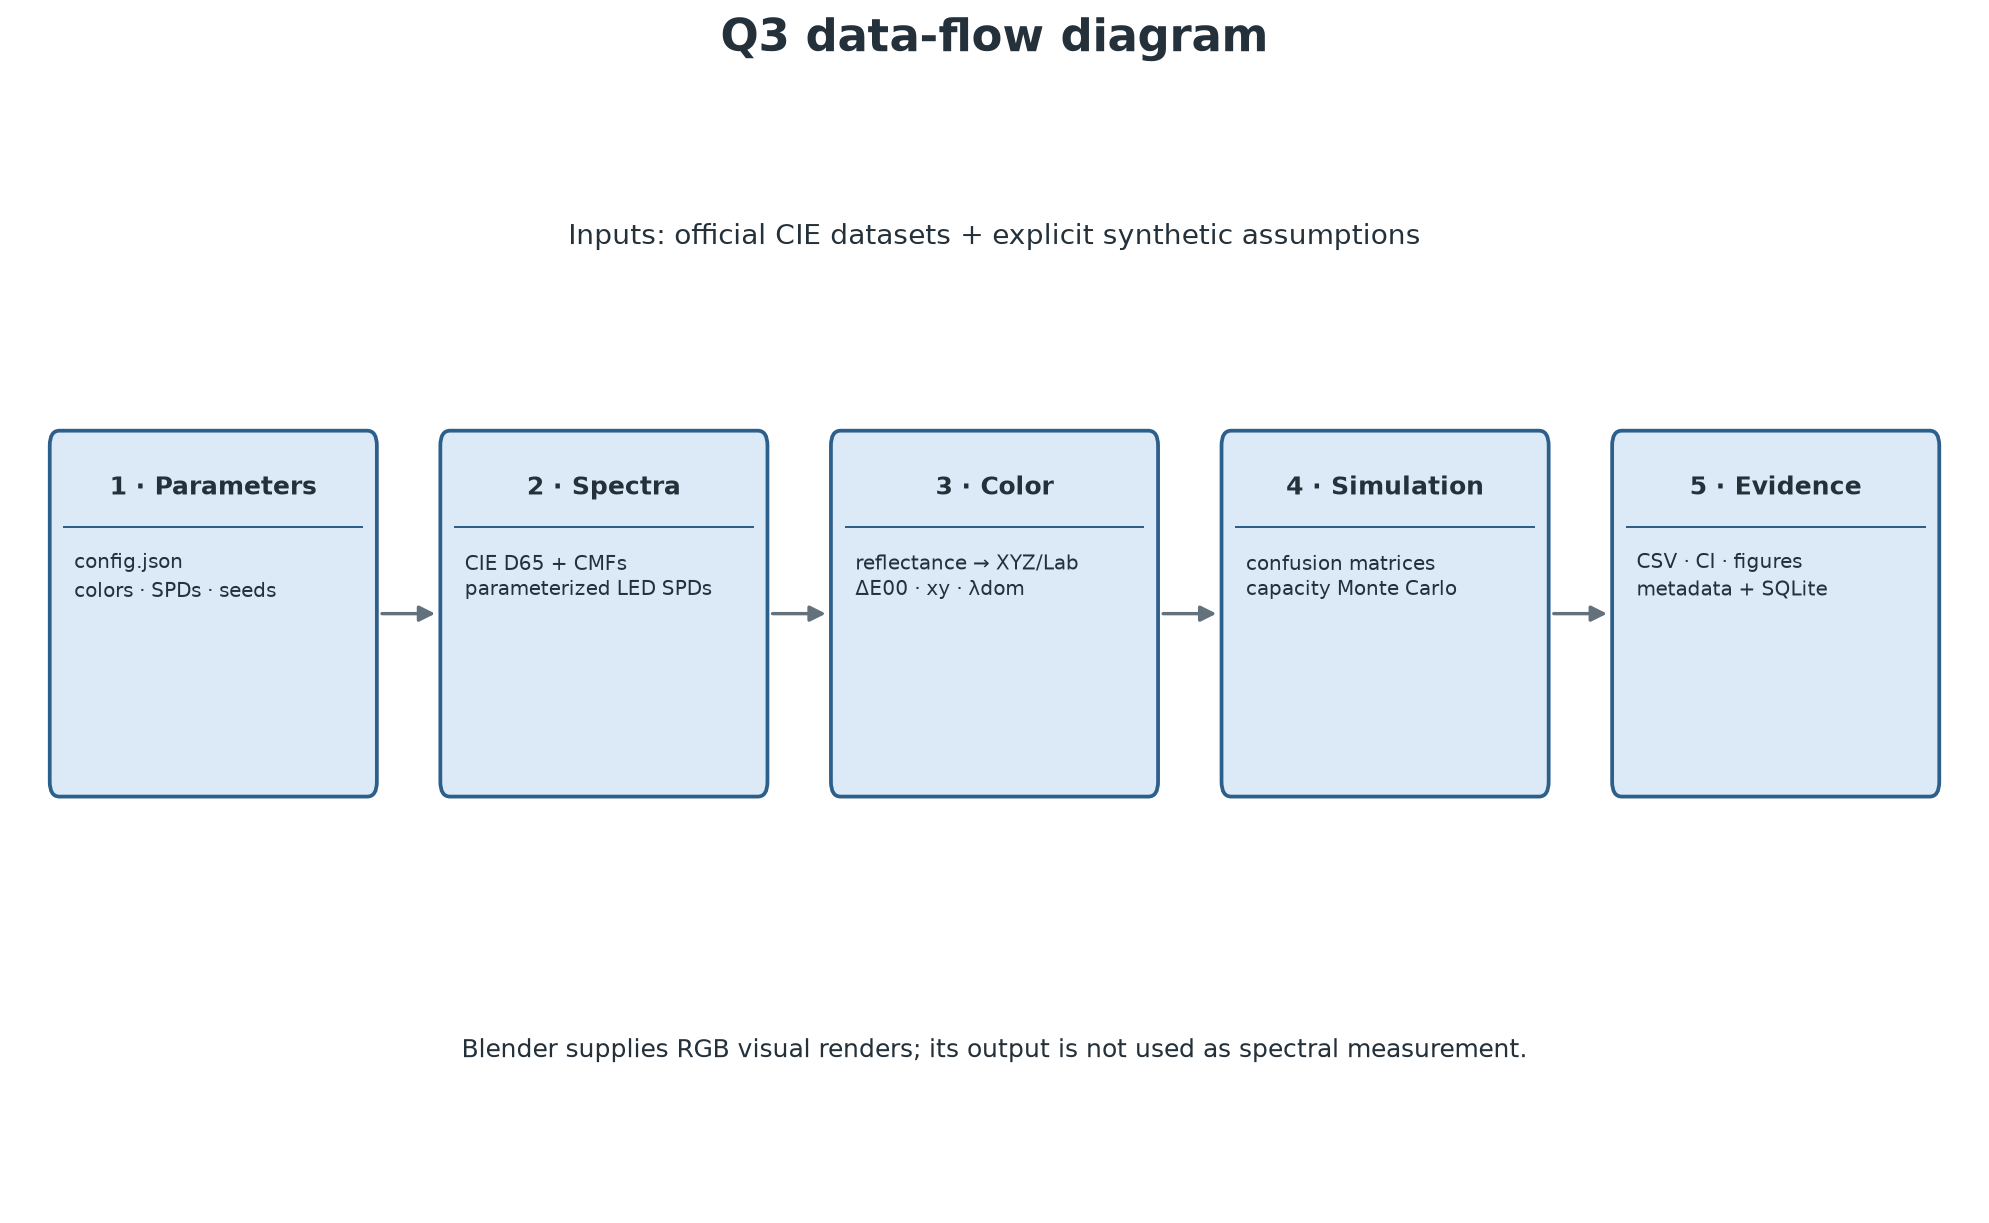 Q3 data-flow diagram
Inputs: official CIE datasets + explicit synthetic assumptions
1 · Parameters
config.json
colors · SPDs · seeds
2 · Spectra
CIE D65 + CMFs
parameterized LED SPDs
3 · Color
reflectance → XYZ/Lab
ΔE00 · xy · λdom
4 · Simulation
confusion matrices
capacity Monte Carlo
5 · Evidence
CSV · CI · figures
metadata + SQLite
Blender supplies RGB visual renders; its output is not used as spectral measurement.